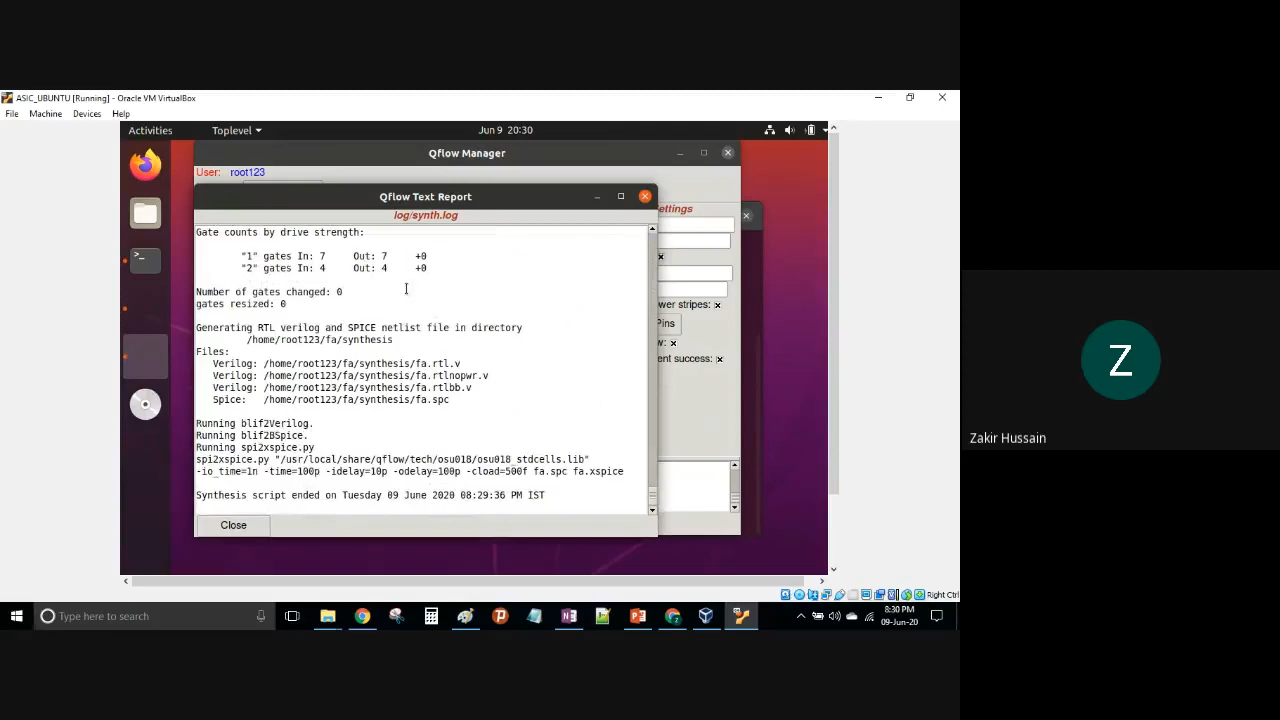 ASIC_UBUNTU [Running] - Oracle VM VirtualBox
File Machine Devices Help
Activities Toplevel Jun 9 20:30
Qflow Manager
User: root123
Qflow Text Report
log/synth.log
ettings
Gate counts by drive strength:
"1" gates In: 7 Out: 7 +0
"2" gates In: 4 Out: 4 +0
Number of gates changed: 0
gates resized: 0
wer stripes:
Pins
Generating RTL verilog and SPICE netlist file in directory
/home/root123/fa/synthesis
w:
Files:
ent success:
Verilog: /home/root123/fa/synthesis/fa.rtl.v
Verilog: /home/root123/fa/synthesis/fa.rtlnopwr.v
Verilog: /home/root123/fa/synthesis/fa.rtlbb.v
Spice: /home/root123/fa/synthesis/fa.spc
Running blif2Verilog.
Running blif2BSpice.
Running spi2xspice.py
spi2xspice.py "/usr/local/share/qflow/tech/osu018/osu018_stdcells.lib"
-io_time=1n -time=100p -idelay=10p -odelay=100p -cload=500f fa.spc fa.xspice
Synthesis script ended on Tuesday 09 June 2020 08:29:36 PM IST
Close
Z
Zakir Hussain
Right Ctrl
Type here to search
8:30 PM
09-Jun-20